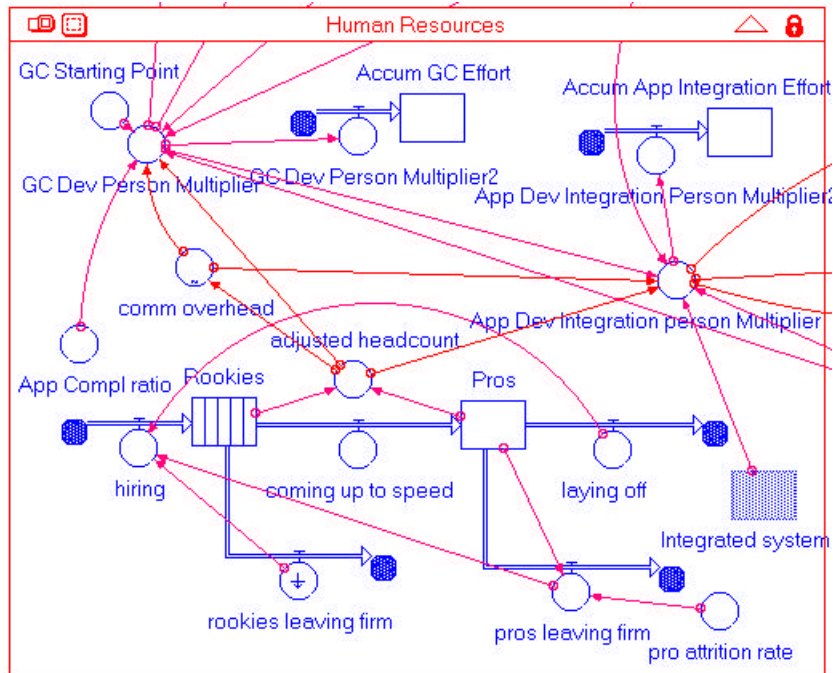 Human Resources
GC Starting Point
Accum GC Effort
Accum App Integration Effort
GC Dev Person Multiplier
GC Dev Person Multiplier2
App Dev Integration Person Multiplier2
comm overhead
App Dev Integration person Multiplier
adjusted headcount
App Compl ratio
Rookies
Pros
hiring
coming up to speed
laying off
Integrated system
rookies leaving firm
pros leaving firm
pro attrition rate